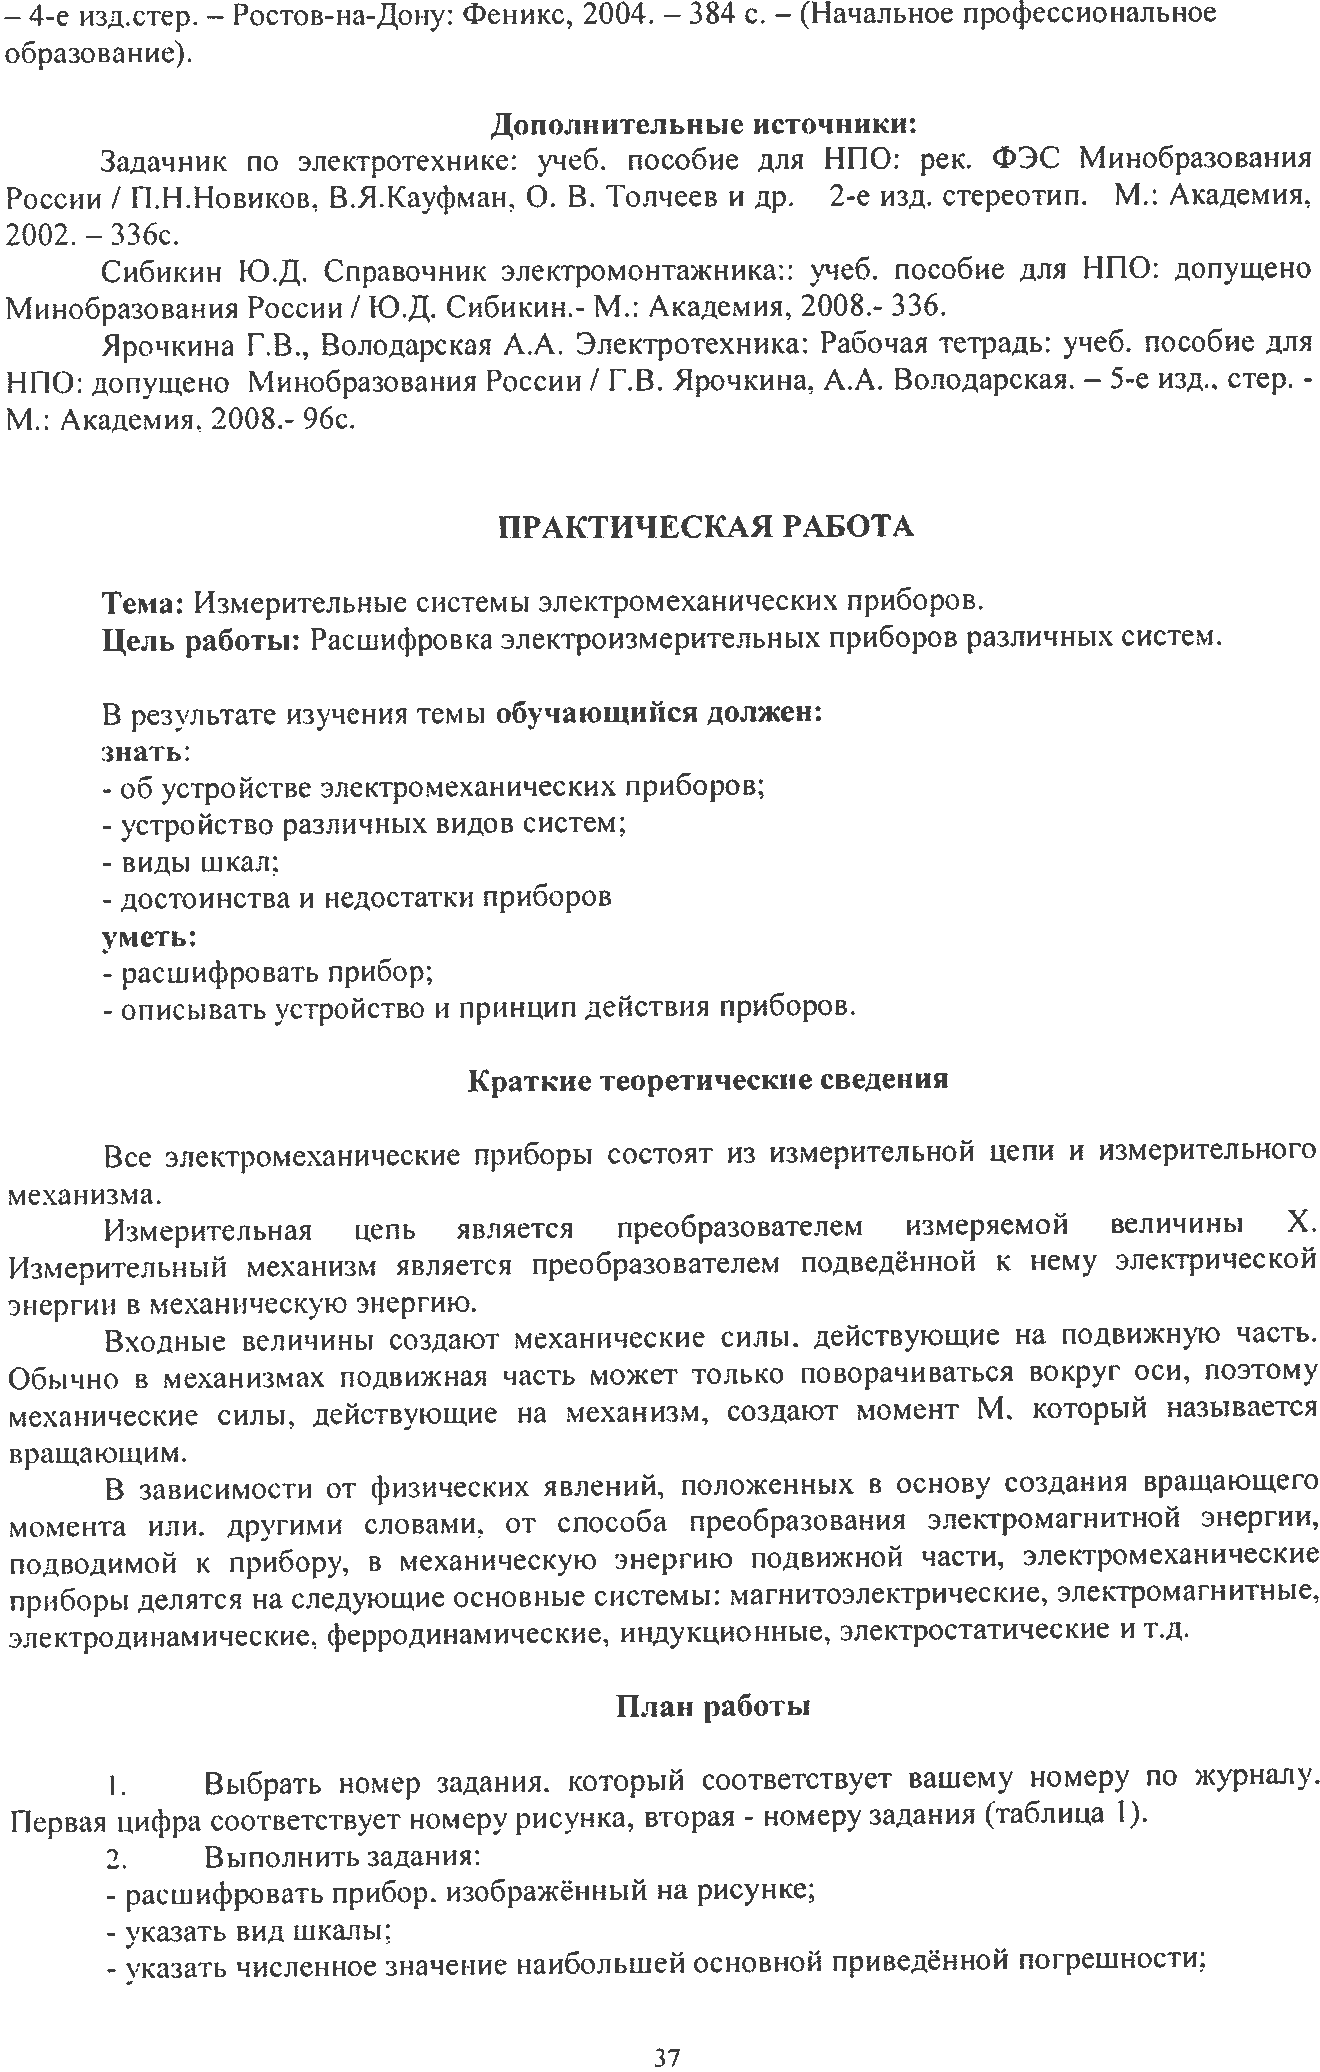 – 4-е изд.стер. – Ростов-на-Дону: Феникс, 2004. – 384 с. – (Начальное профессиональное
образование).
Дополнительные источники:
Задачник по электротехнике: учеб. пособие для НПО: рек. ФЭС Минобразования
России / П.Н.Новиков, В.Я.Кауфман, О. В. Толчеев и др. 2-е изд. стереотип. М.: Академия,
2002. – 336с.
Сибикин Ю.Д. Справочник электромонтажника:: учеб. пособие для НПО: допущено
Минобразования России / Ю.Д. Сибикин.- М.: Академия, 2008.- 336.
Ярочкина Г.В., Володарская А.А. Электротехника: Рабочая тетрадь: учеб. пособие для
НПО: допущено Минобразования России / Г.В. Ярочкина, А.А. Володарская. – 5-е изд., стер. -
М.: Академия, 2008.- 96с.
ПРАКТИЧЕСКАЯ РАБОТА
Тема: Измерительные системы электромеханических приборов.
Цель работы: Расшифровка электроизмерительных приборов различных систем.
В результате изучения темы обучающийся должен:
знать:
- об устройстве электромеханических приборов;
- устройство различных видов систем;
- виды шкал;
- достоинства и недостатки приборов
уметь:
- расшифровать прибор;
- описывать устройство и принцип действия приборов.
Краткие теоретические сведения
Все электромеханические приборы состоят из измерительной цепи и измерительного
механизма.
Измерительная цепь является преобразователем измеряемой величины X.
Измерительный механизм является преобразователем подведённой к нему электрической
энергии в механическую энергию.
Входные величины создают механические силы. действующие на подвижную часть.
Обычно в механизмах подвижная часть может только поворачиваться вокруг оси, поэтому
механические силы, действующие на механизм, создают момент М. который называется
вращающим.
В зависимости от физических явлений, положенных в основу создания вращающего
момента или. другими словами, от способа преобразования электромагнитной энергии,
подводимой к прибору, в механическую энергию подвижной части, электромеханические
приборы делятся на следующие основные системы: магнитоэлектрические, электромагнитные,
электродинамические, ферродинамические, индукционные, электростатические и т.д.
План работы
1. Выбрать номер задания. который соответствует вашему номеру по журналу.
Первая цифра соответствует номеру рисунка, вторая - номеру задания (таблица 1).
2. Выполнить задания:
- расшифровать прибор. изображённый на рисунке;
- указать вид шкалы;
- указать численное значение наибольшей основной приведённой погрешности;
37